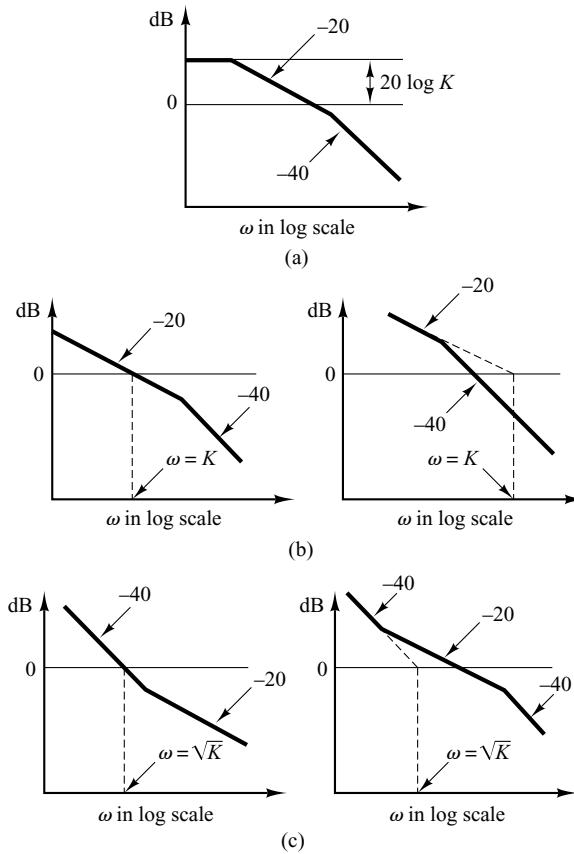 dB
–20
20 log K
0
–40
ω in log scale
(a)
dB
–20
0
–40
ω = K
ω in log scale
dB
–20
0
–40
ω = K
ω in log scale
(b)
dB
–40
0
–20
ω = √K
ω in log scale
dB
–40
–20
0
–40
ω = √K
ω in log scale
(c)